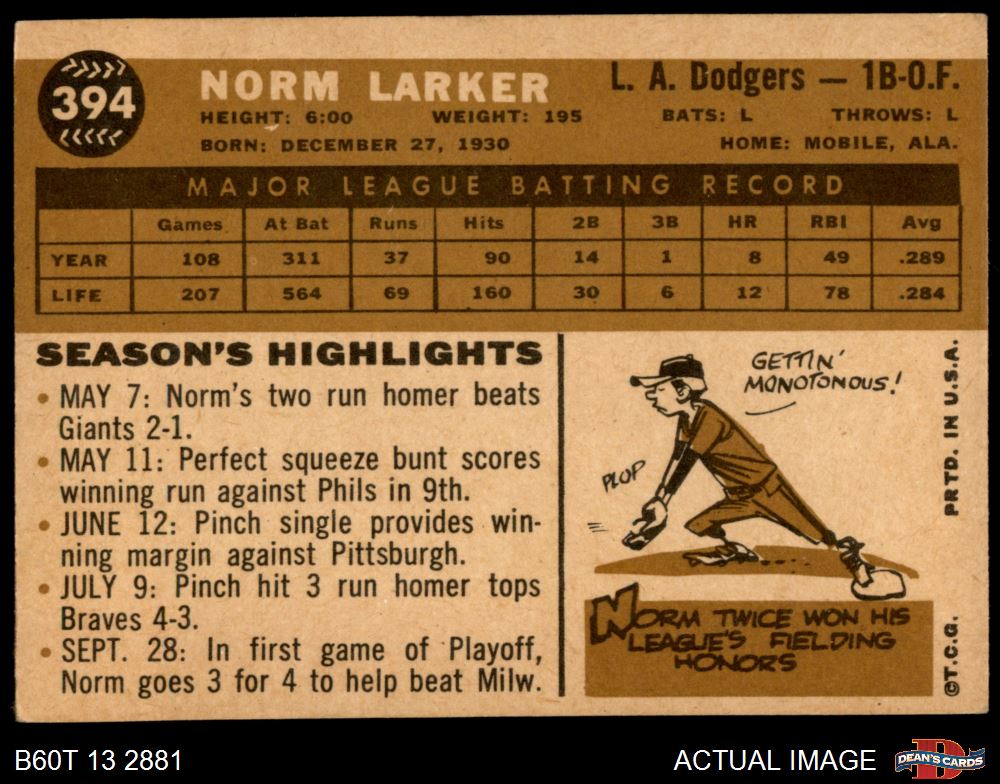 394
NORM LARKER
L. A. Dodgers — 1B-O.F.
HEIGHT: 6:00 WEIGHT: 195 BATS: L THROWS: L
BORN: DECEMBER 27, 1930 HOME: MOBILE, ALA.
MAJOR LEAGUE BATTING RECORD
Games At Bat Runs Hits 2B 3B HR RBI Avg
YEAR 108 311 37 90 14 1 8 49 .289
LIFE 207 564 69 160 30 6 12 78 .284
SEASON'S HIGHLIGHTS
• MAY 7: Norm's two run homer beats
Giants 2-1.
• MAY 11: Perfect squeeze bunt scores
winning run against Phils in 9th.
• JUNE 12: Pinch single provides win-
ning margin against Pittsburgh.
• JULY 9: Pinch hit 3 run homer tops
Braves 4-3.
• SEPT. 28: In first game of Playoff,
Norm goes 3 for 4 to help beat Milw.
GETTIN'
MONOTONOUS!
PLOP
NORM TWICE WON HIS
LEAGUE'S FIELDING
HONORS
©T.C.G. PRTD. IN U.S.A.
B60T 13 2881
ACTUAL IMAGE
DEAN'S CARDS